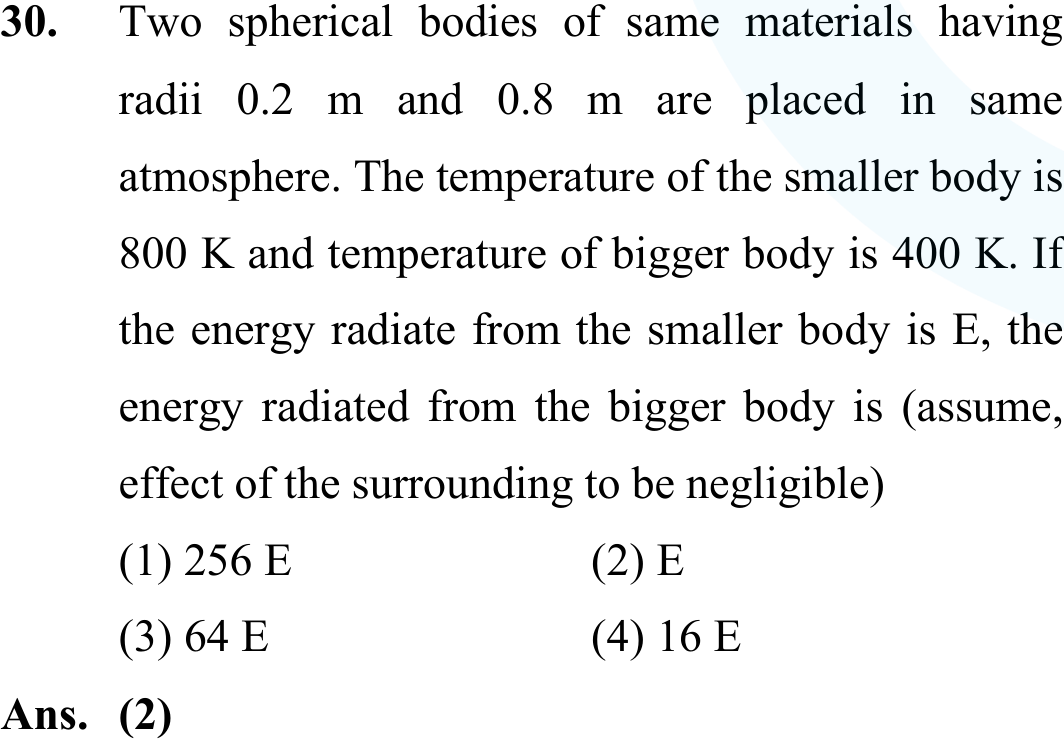 30. Two spherical bodies of same materials having
radii 0.2 m and 0.8 m are placed in same
atmosphere. The temperature of the smaller body is
800 K and temperature of bigger body is 400 K. If
the energy radiate from the smaller body is E, the
energy radiated from the bigger body is (assume,
effect of the surrounding to be negligible)
(1) 256 E (2) E
(3) 64 E (4) 16 E
Ans. (2)